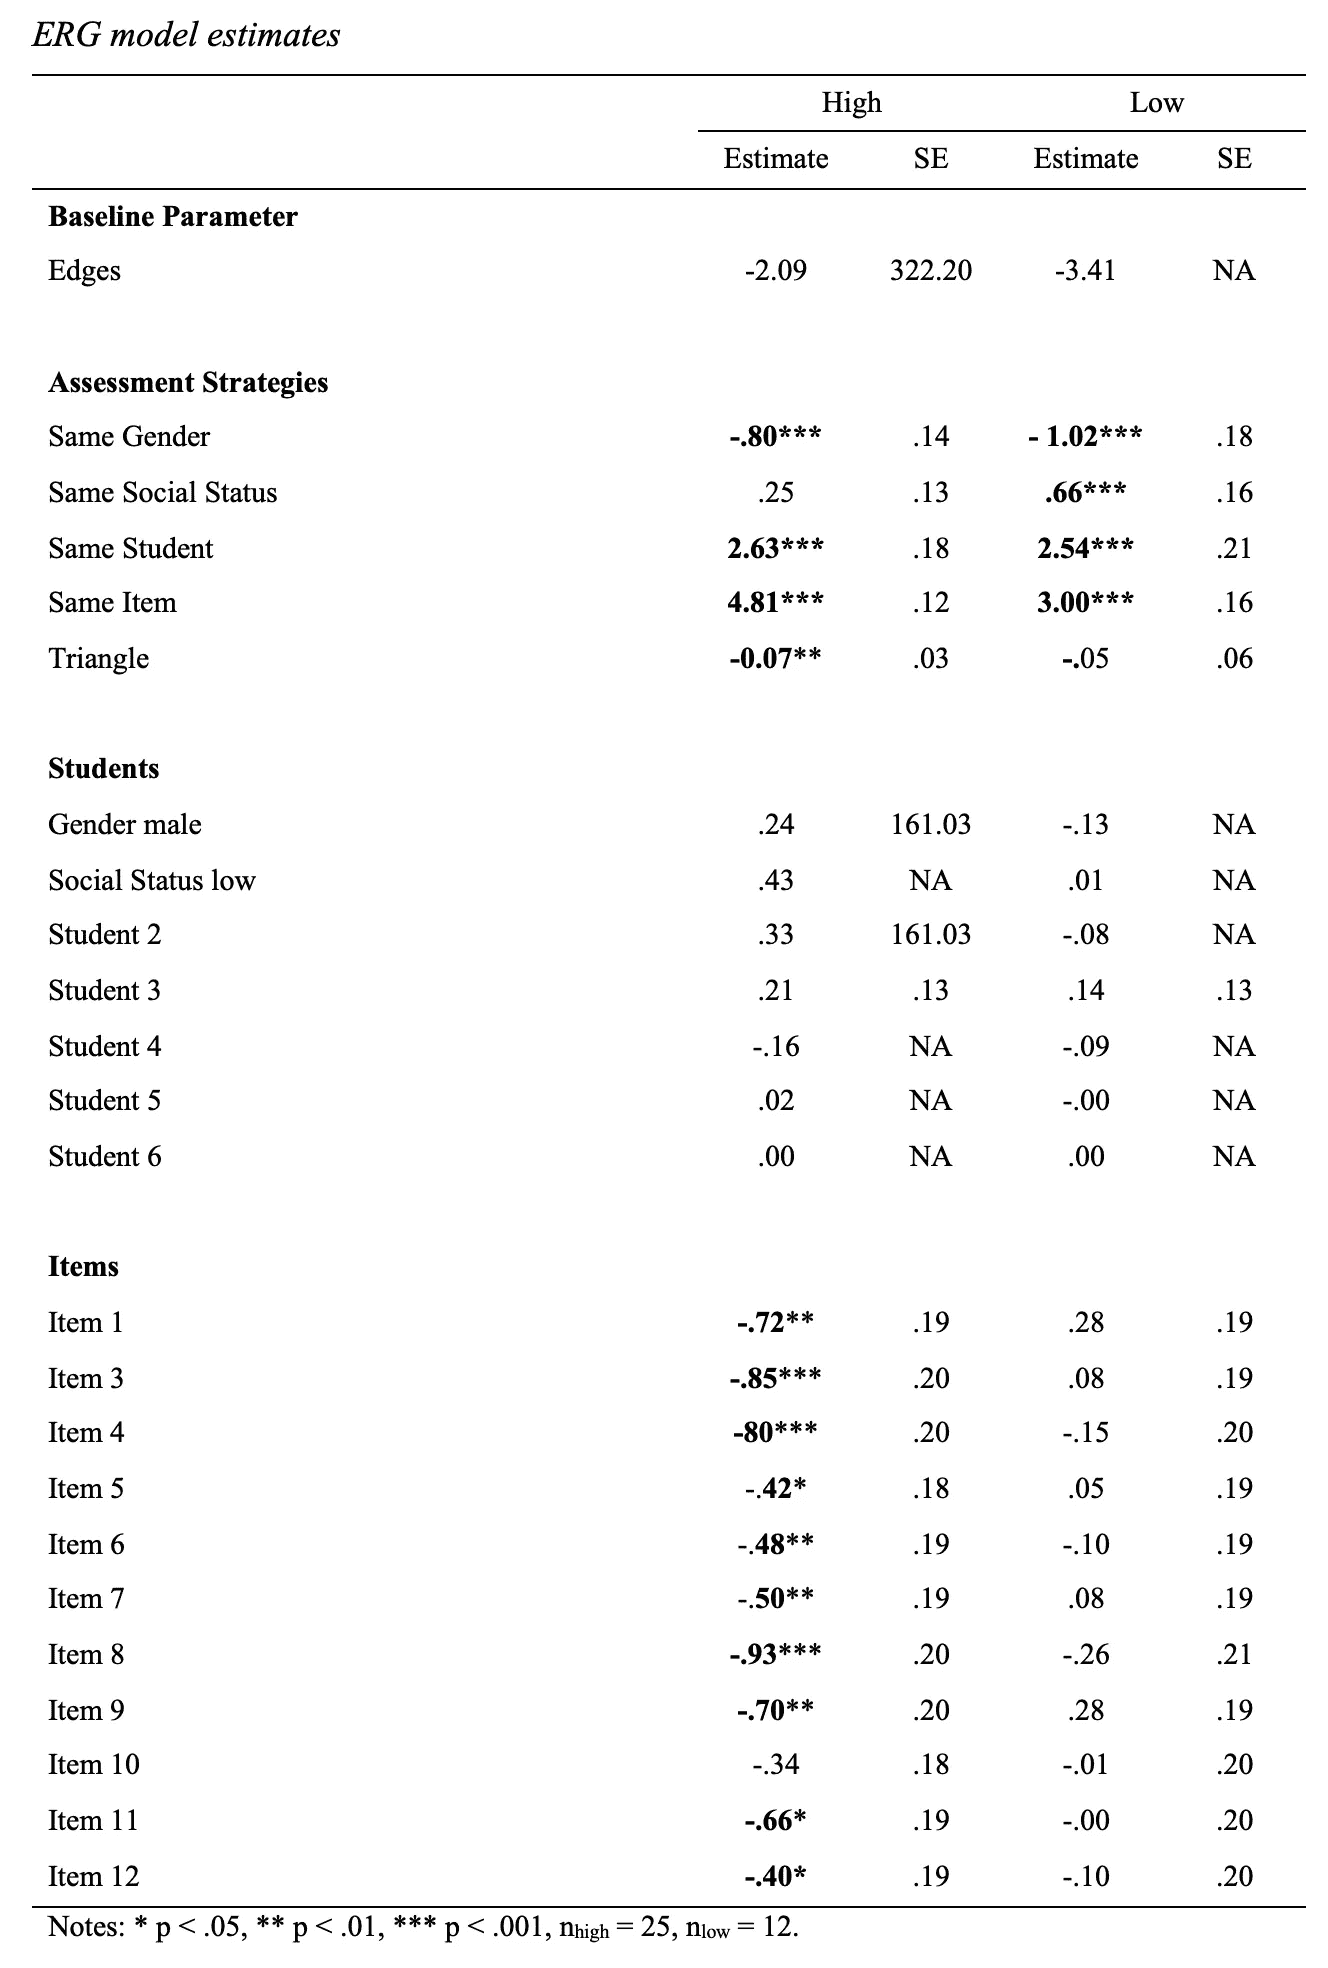 ERG model estimates
High Low
Estimate SE Estimate SE
Baseline Parameter
Edges -2.09 322.20 -3.41 NA
Assessment Strategies
Same Gender -.80*** .14 - 1.02*** .18
Same Social Status .25 .13 .66*** .16
Same Student 2.63*** .18 2.54*** .21
Same Item 4.81*** .12 3.00*** .16
Triangle -0.07** .03 -.05 .06
Students
Gender male .24 161.03 -.13 NA
Social Status low .43 NA .01 NA
Student 2 .33 161.03 -.08 NA
Student 3 .21 .13 .14 .13
Student 4 -.16 NA -.09 NA
Student 5 .02 NA -.00 NA
Student 6 .00 NA .00 NA
Items
Item 1 -.72** .19 .28 .19
Item 3 -.85*** .20 .08 .19
Item 4 -80*** .20 -.15 .20
Item 5 -.42* .18 .05 .19
Item 6 -.48** .19 -.10 .19
Item 7 -.50** .19 .08 .19
Item 8 -.93*** .20 -.26 .21
Item 9 -.70** .20 .28 .19
Item 10 -.34 .18 -.01 .20
Item 11 -.66* .19 -.00 .20
Item 12 -.40* .19 -.10 .20
Notes: * p < .05, ** p < .01, *** p < .001, nhigh = 25, nlow = 12.